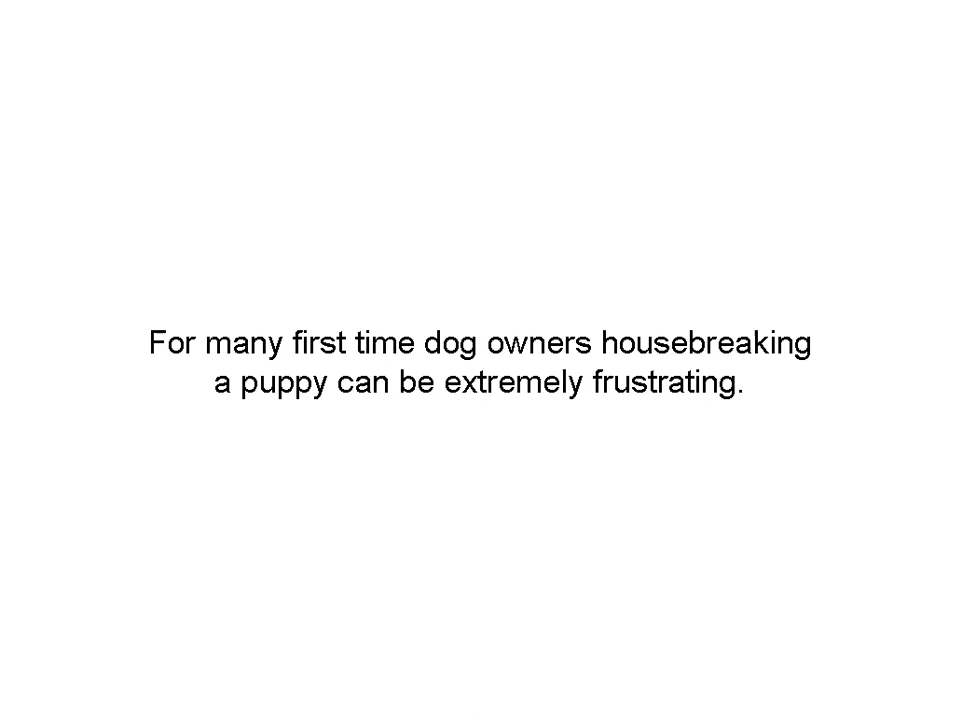 For many first time dog owners housebreaking
a puppy can be extremely frustrating.